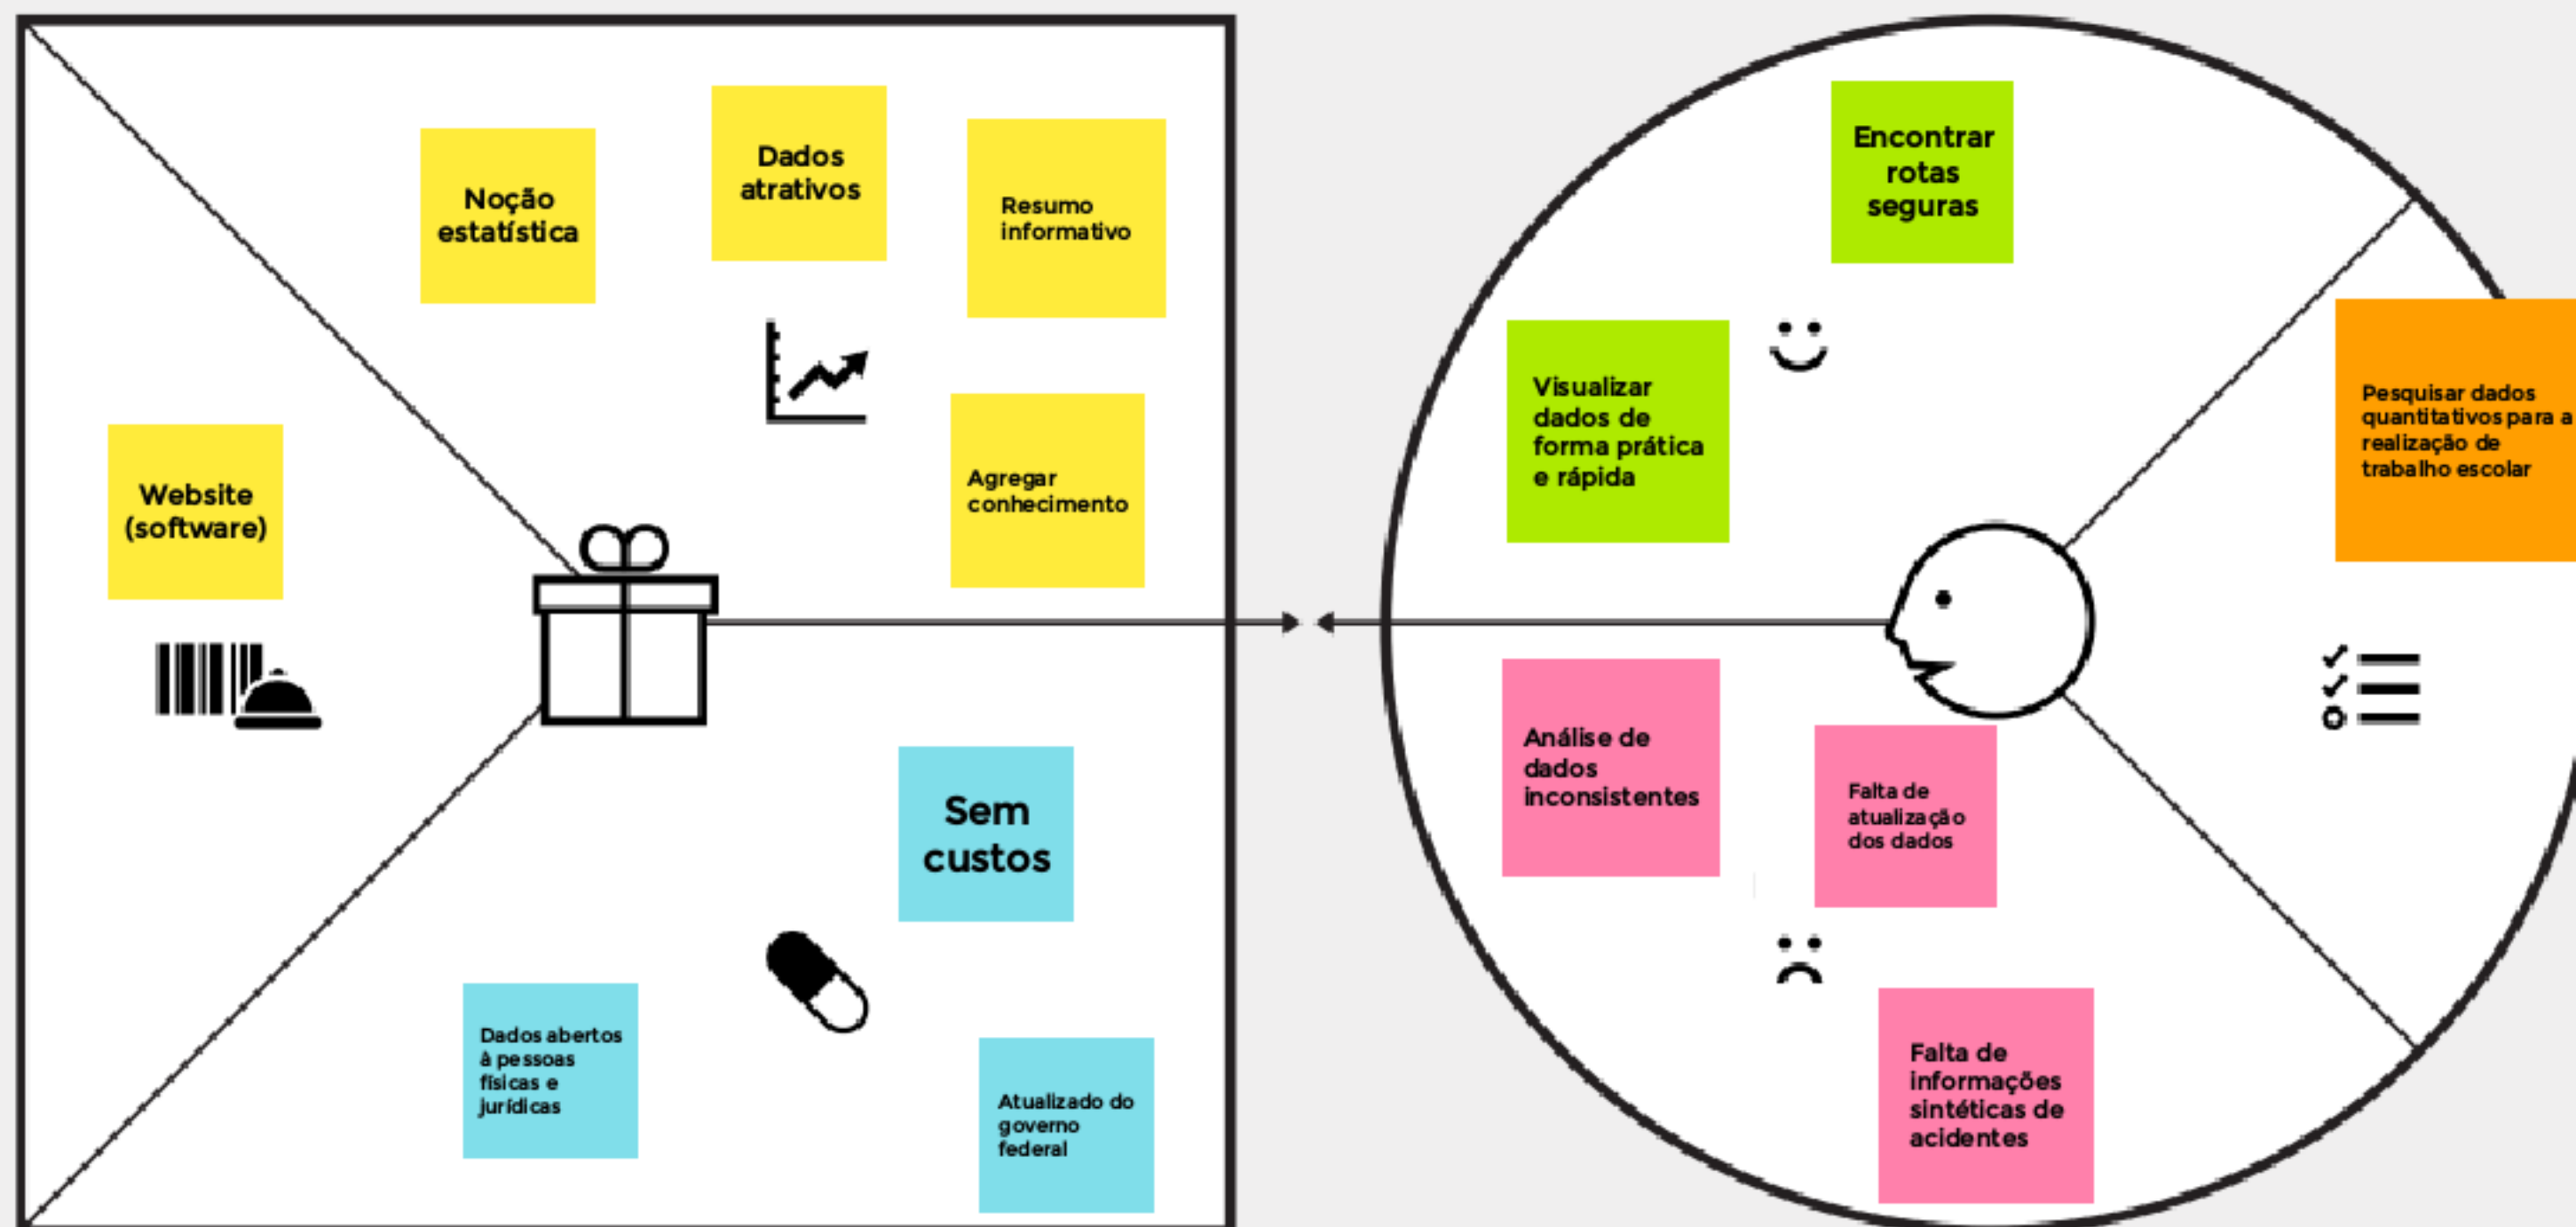 Noção
estatística
Dados
atrativos
Resumo
informativo
Agregar
conhecimento
Website
(software)
Sem
custos
Dados abertos
à pessoas
físicas e
jurídicas
Atualizado do
governo
federal
Encontrar
rotas
seguras
Visualizar
dados de
forma prática
e rápida
Pesquisar dados
quantitativos para a
realização de
trabalho escolar
Análise de
dados
inconsistentes
Falta de
atualização
dos dados
Falta de
informações
sintéticas de
acidentes